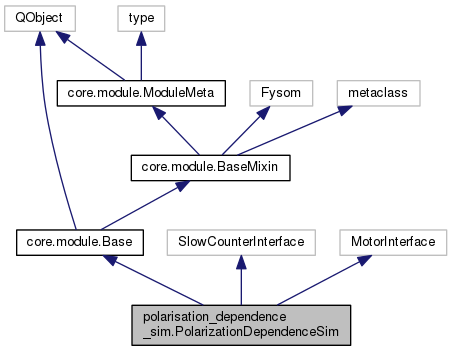 QObject
type
core.module.ModuleMeta
Fysom
metaclass
core.module.BaseMixin
core.module.Base
SlowCounterInterface
MotorInterface
polarisation_dependence
_sim.PolarizationDependenceSim